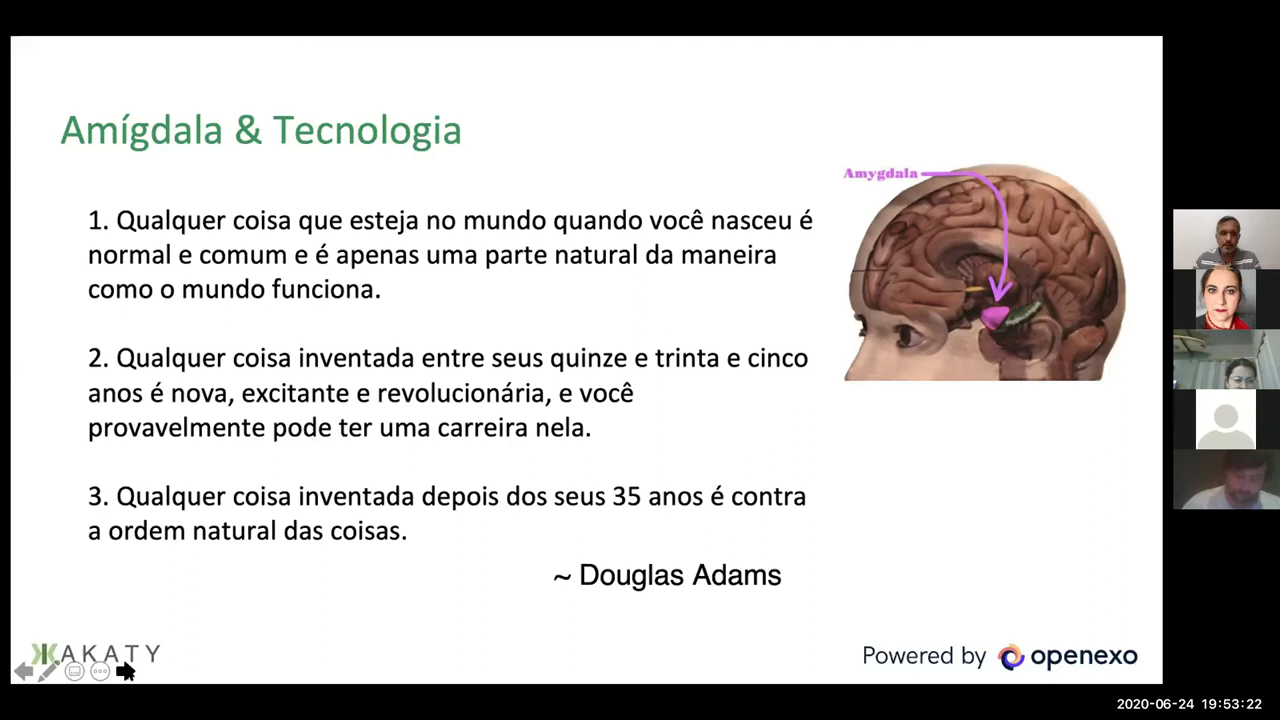 Amígdala & Tecnologia
Amygdala
1. Qualquer coisa que esteja no mundo quando você nasceu é
normal e comum e é apenas uma parte natural da maneira
como o mundo funciona.
2. Qualquer coisa inventada entre seus quinze e trinta e cinco
anos é nova, excitante e revolucionária, e você
provavelmente pode ter uma carreira nela.
3. Qualquer coisa inventada depois dos seus 35 anos é contra
a ordem natural das coisas.
~ Douglas Adams
KAKATY
Powered by openexo
2020-06-24 19:53:22